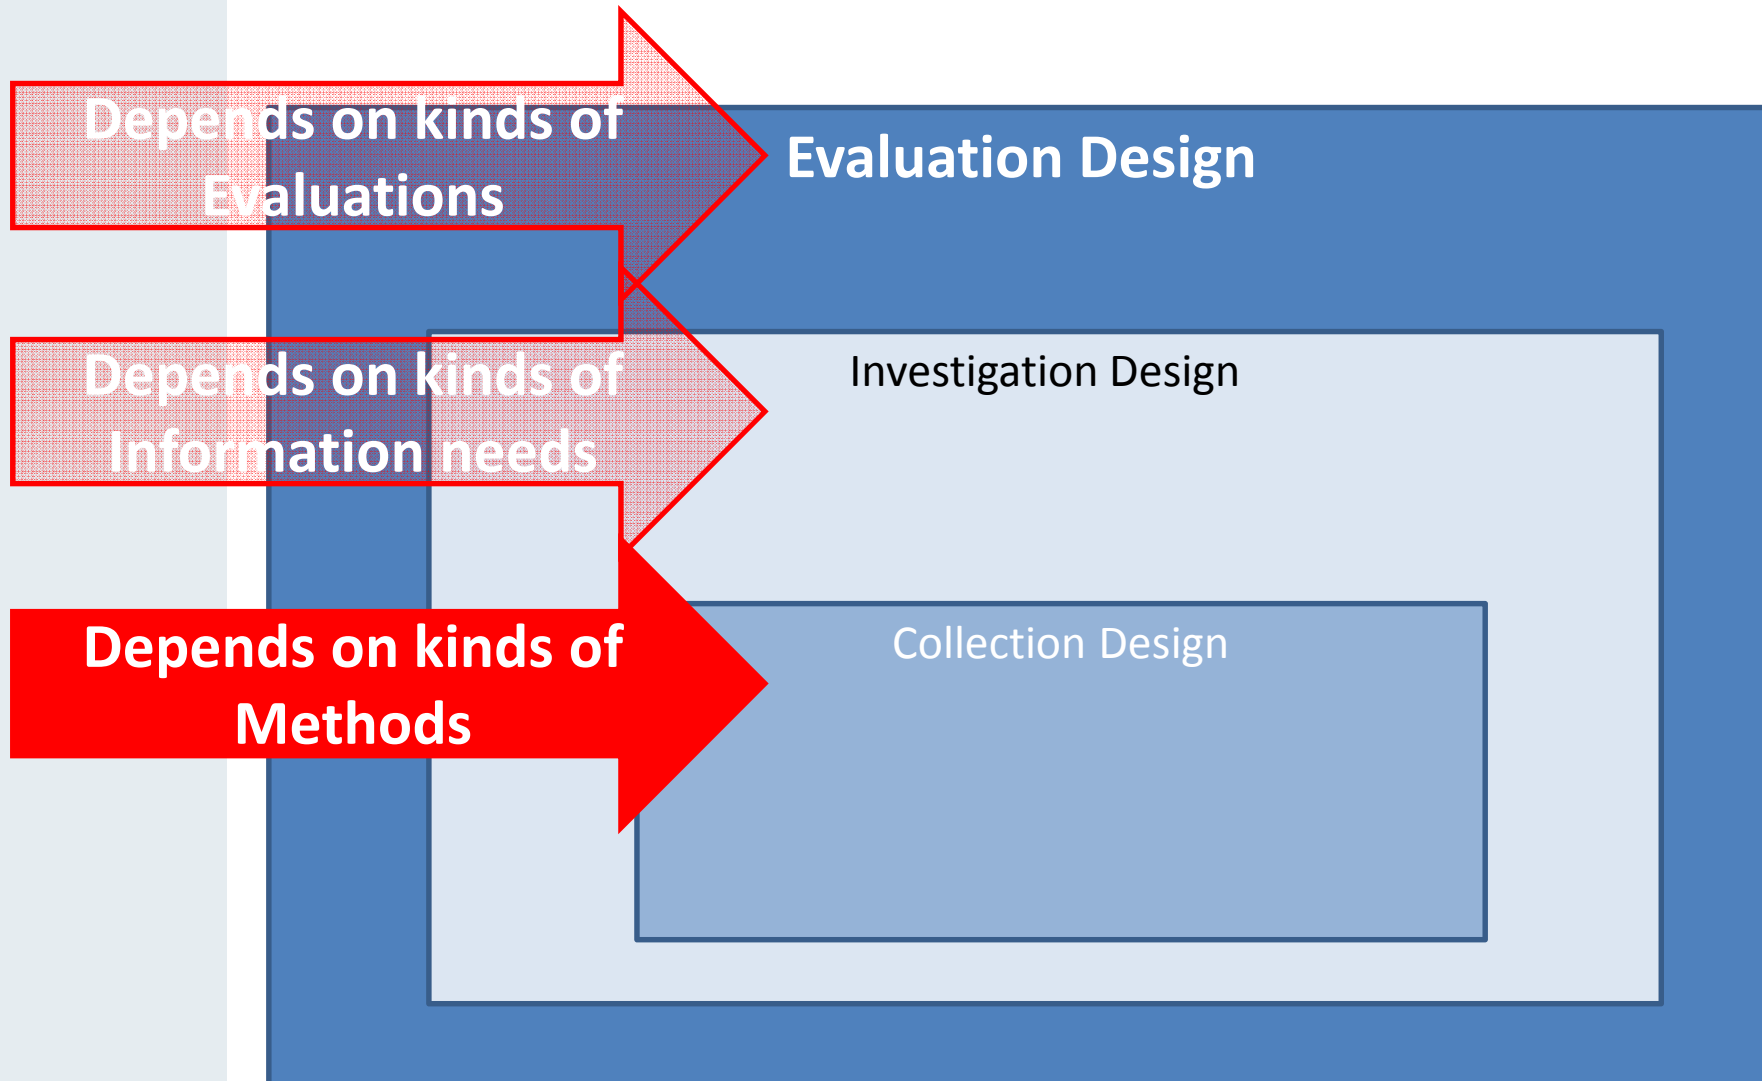 Depends on kinds of
Evaluations
Evaluation Design
Depends on kinds of
Information needs
Investigation Design
Depends on kinds of
Methods
Collection Design